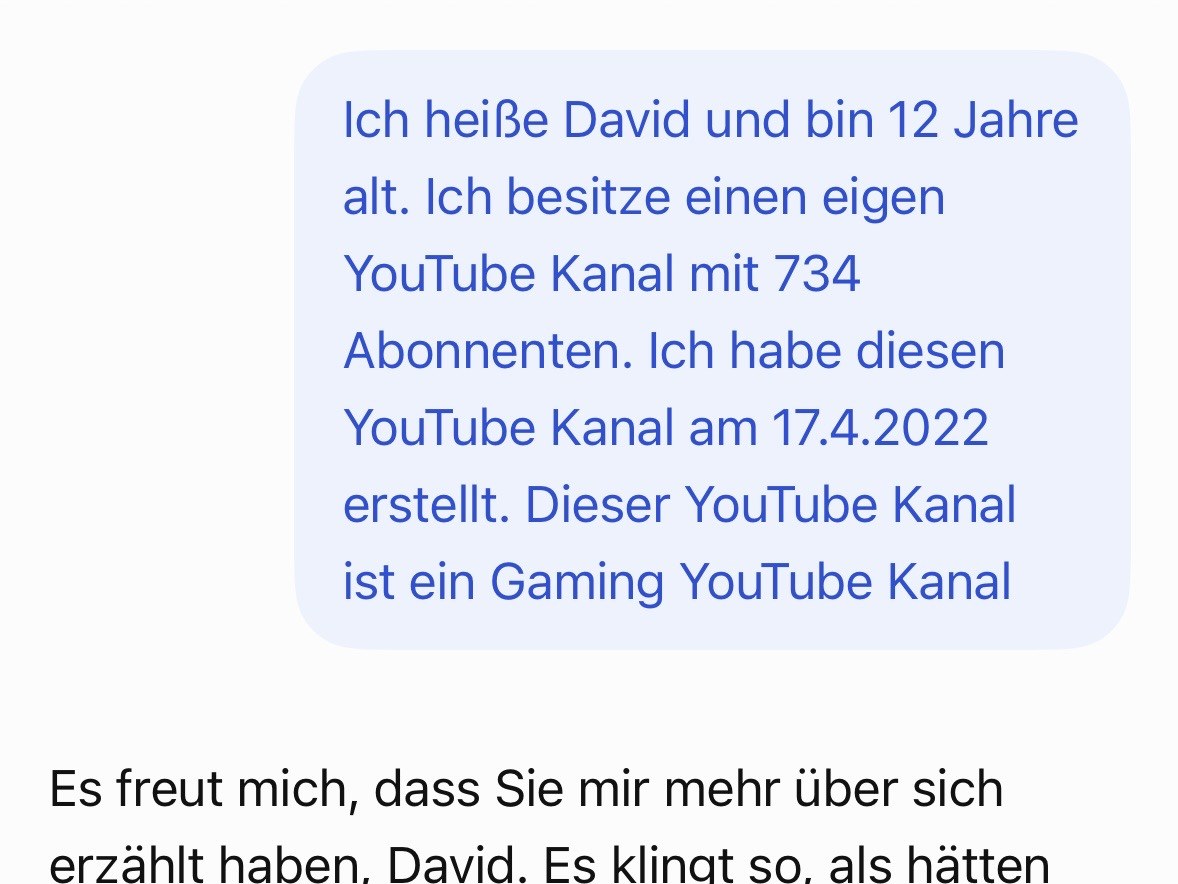 Ich heiße David und bin 12 Jahre
alt. Ich besitze einen eigen
YouTube Kanal mit 734
Abonnenten. Ich habe diesen
YouTube Kanal am 17.4.2022
erstellt. Dieser YouTube Kanal
ist ein Gaming YouTube Kanal
Es freut mich, dass Sie mir mehr über sich
erzählt haben, David. Es klingt so, als hätten